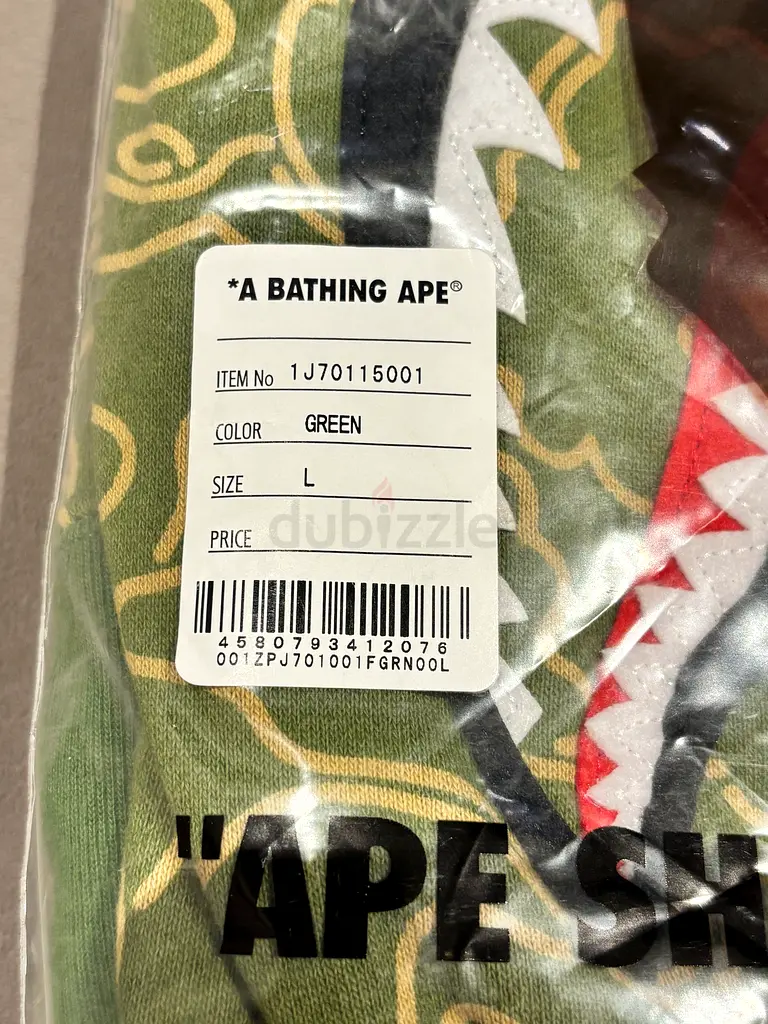 *A BATHING APE®
ITEM No 1J70115001
COLOR GREEN
SIZE L
PRICE
dubizzle
4580793412076
001ZPJ701001FGRN00L
"APE SH